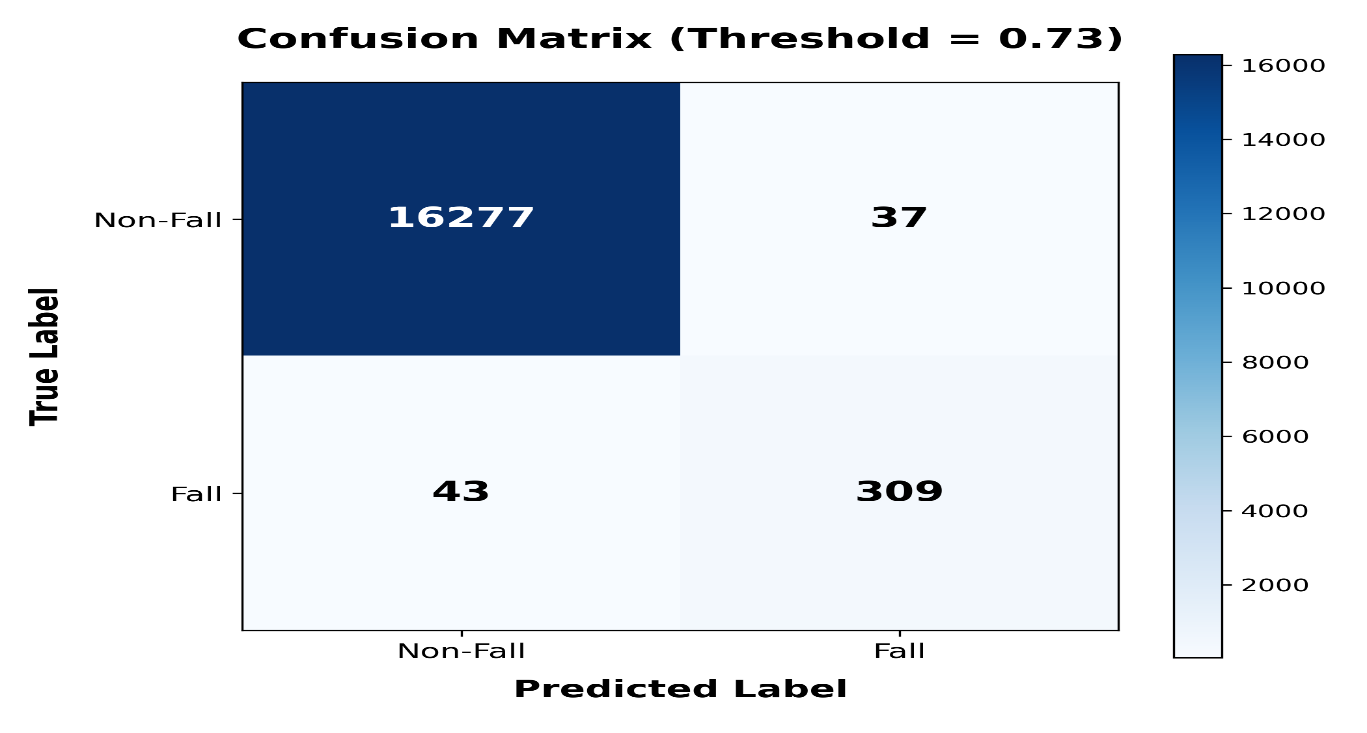 Confusion Matrix (Threshold = 0.73)
True Label
Non-Fall
16277
37
Fall
43
309
Non-Fall
Fall
Predicted Label
16000
14000
12000
10000
8000
6000
4000
2000